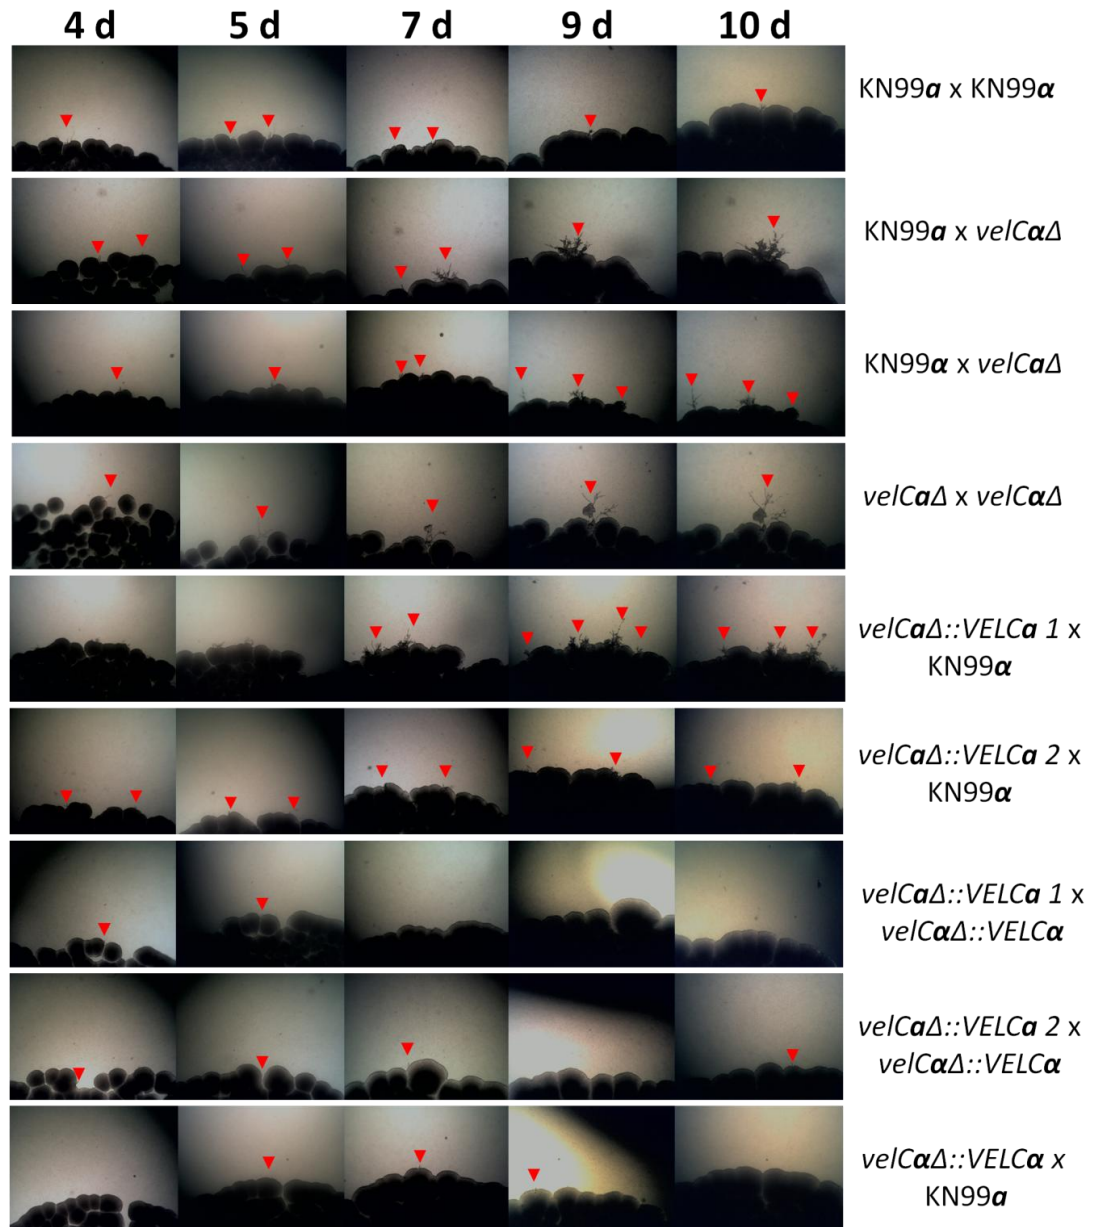 4 d 5 d 7 d 9 d 10 d
KN99a x KN99α
KN99a x velCαΔ
KN99α x velCaΔ
velCaΔ x velCαΔ
velCaΔ::VELCa 1 x
KN99α
velCaΔ::VELCa 2 x
KN99α
velCaΔ::VELCa 1 x
velCαΔ::VELCα
velCaΔ::VELCa 2 x
velCαΔ::VELCα
velCαΔ::VELCα x
KN99a